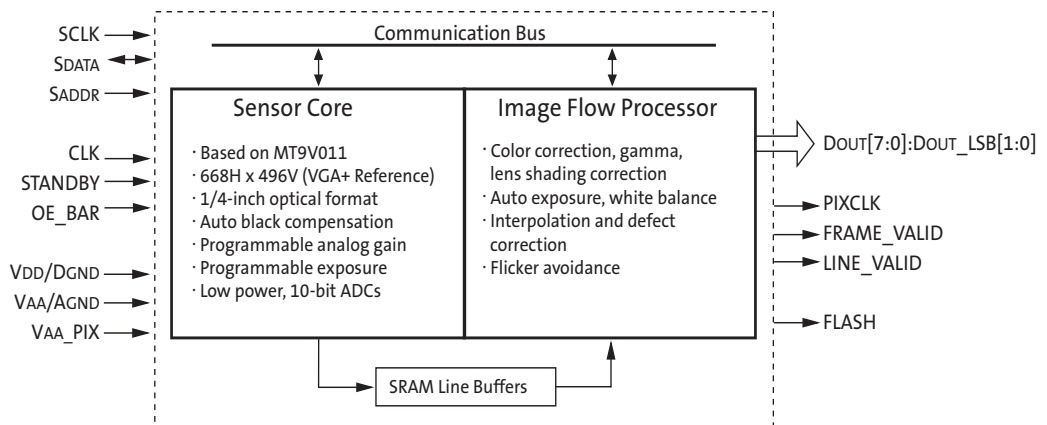 SCLK
SDATA
SADDR
CLK
STANDBY
OE_BAR
VDD/DGND
VAA/AGND
VAA_PIX
Communication Bus
Sensor Core
· Based on MT9V011
· 668H x 496V (VGA+ Reference)
· 1/4-inch optical format
· Auto black compensation
· Programmable analog gain
· Programmable exposure
· Low power, 10-bit ADCs
Image Flow Processor
· Color correction, gamma,
lens shading correction
· Auto exposure, white balance
· Interpolation and defect
correction
· Flicker avoidance
SRAM Line Buffers
DOUT[7:0]:DOUT_LSB[1:0]
PIXCLK
FRAME_VALID
LINE_VALID
FLASH